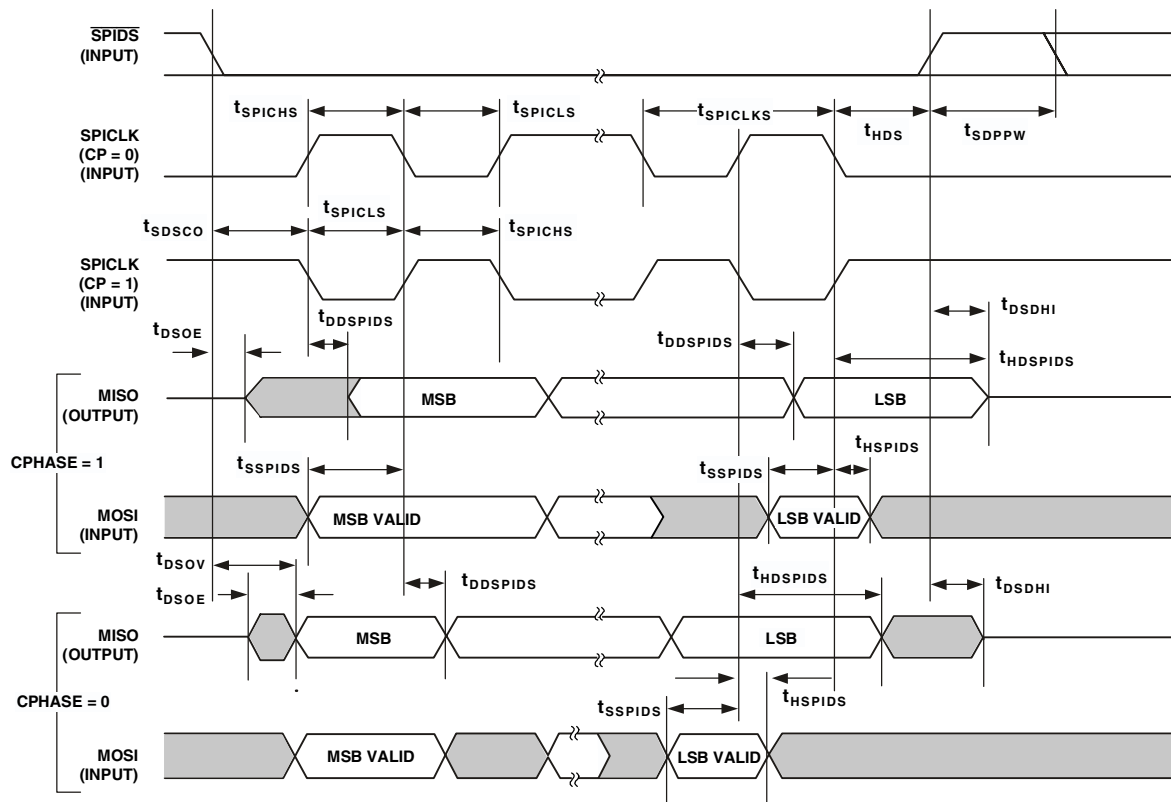 SPIDS
(INPUT)
tSPICHS
tSPICLS
tSPICLKS
tHDS
tSDPPW
SPICLK
(CP = 0)
(INPUT)
tSPICLS
tSDSCO
tSPICHS
SPICLK
(CP = 1)
(INPUT)
tDSOE
tDDSPIDS
tDDSPIDS
tDSDHI
tHDSPIDS
MISO
(OUTPUT)
MSB
LSB
CPHASE = 1
tSSPIDS
tSSPIDS
tHSPIDS
MOSI
(INPUT)
MSB VALID
LSB VALID
tDSOV
tDSOE
tDDSPIDS
tHDSPIDS
tDSDHI
MISO
(OUTPUT)
MSB
LSB
CPHASE = 0
tSSPIDS
tHSPIDS
MOSI
(INPUT)
MSB VALID
LSB VALID